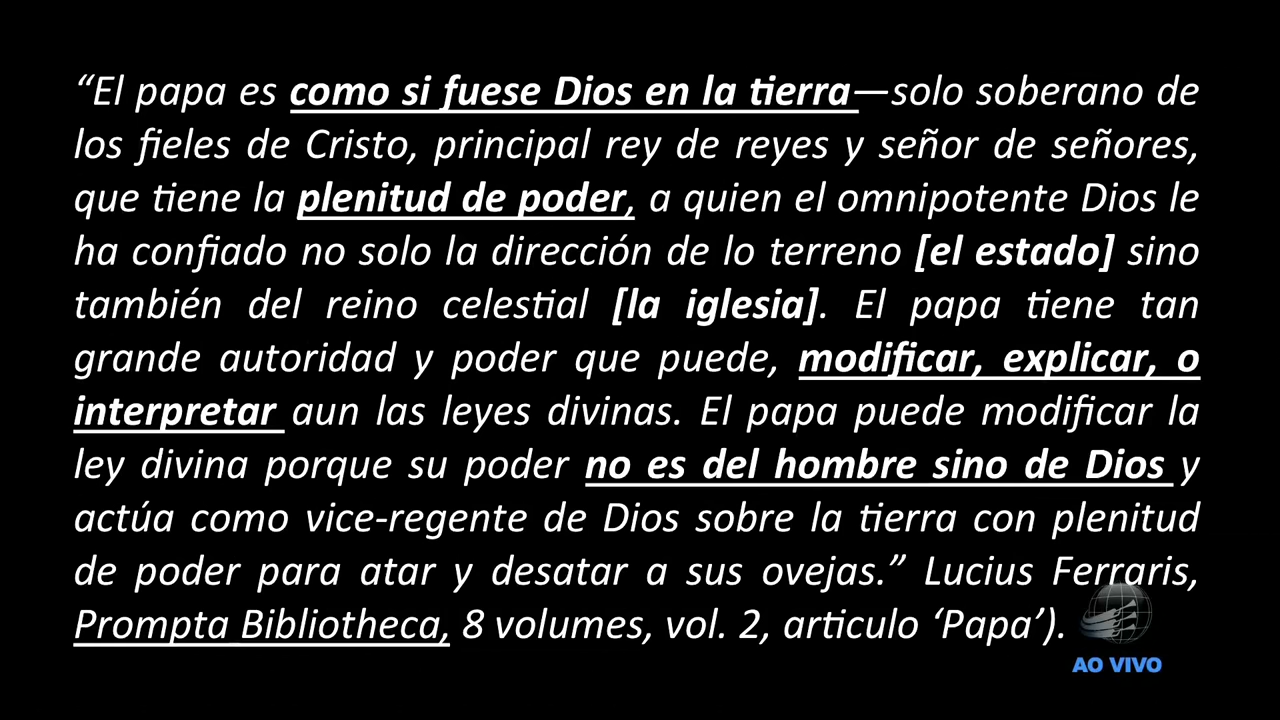 “El papa es como si fuese Dios en la tierra—solo soberano de
los fieles de Cristo, principal rey de reyes y señor de señores,
que tiene la plenitud de poder, a quien el omnipotente Dios le
ha confiado no solo la dirección de lo terreno [el estado] sino
también del reino celestial [la iglesia]. El papa tiene tan
grande autoridad y poder que puede, modificar, explicar, o
interpretar aun las leyes divinas. El papa puede modificar la
ley divina porque su poder no es del hombre sino de Dios y
actúa como vice-regente de Dios sobre la tierra con plenitud
de poder para atar y desatar a sus ovejas.” Lucius Ferraris,
Prompta Bibliotheca, 8 volumes, vol. 2, articulo ‘Papa’).
AO VIVO